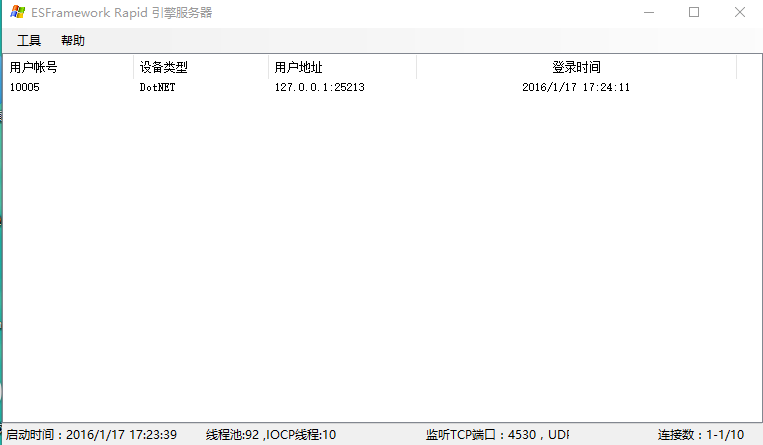 ESFramework Rapid 引擎服务器
工具 帮助
用户帐号 设备类型 用户地址 登录时间
10005 DotNET 127.0.0.1:25213 2016/1/17 17:24:11
启动时间：2016/1/17 17:23:39 线程池:92 ,IOCP线程:10 监听TCP端口：4530，UDP 连接数：1-1/10